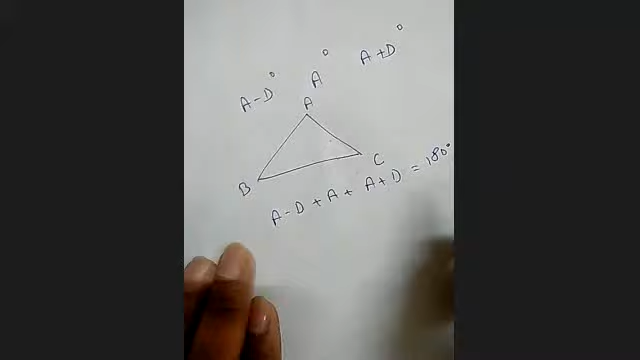 A-D° A° A+D°
A
B C
A-D + A + A+D = 180°